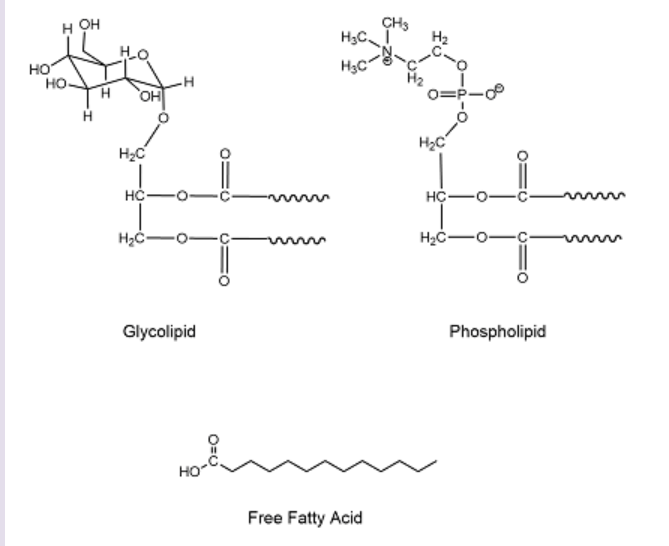 H OH
H O
HO H
HO H OH
H O
H₂C O
HC O C
H₂C O C
O
Glycolipid
CH₃
H₃C H₂
N⊕ C
H₃C C O
H₂
O=P-O⊖
O
H₂C O
HC O C
H₂C O C
O
Phospholipid
O
C
HO
Free Fatty Acid